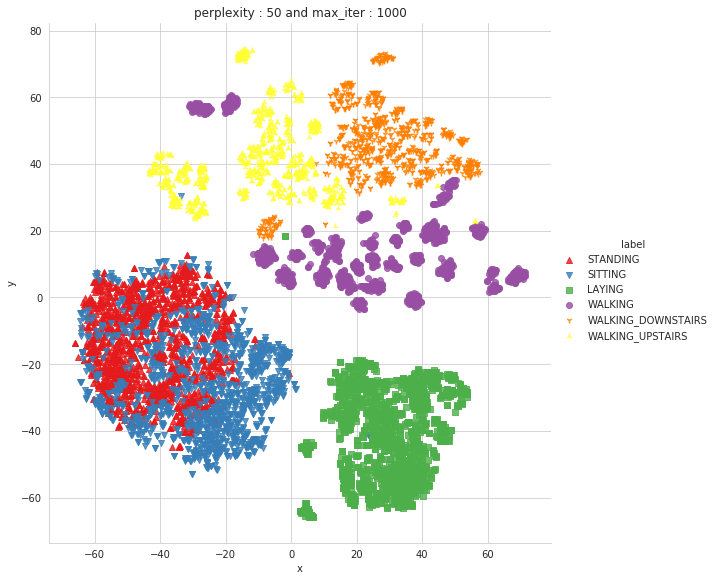 perplexity : 50 and max_iter : 1000
80
60
40
20
0
−20
−40
−60
y
−60
−40
−20
0
20
40
60
x
label
STANDING
SITTING
LAYING
WALKING
WALKING_DOWNSTAIRS
WALKING_UPSTAIRS